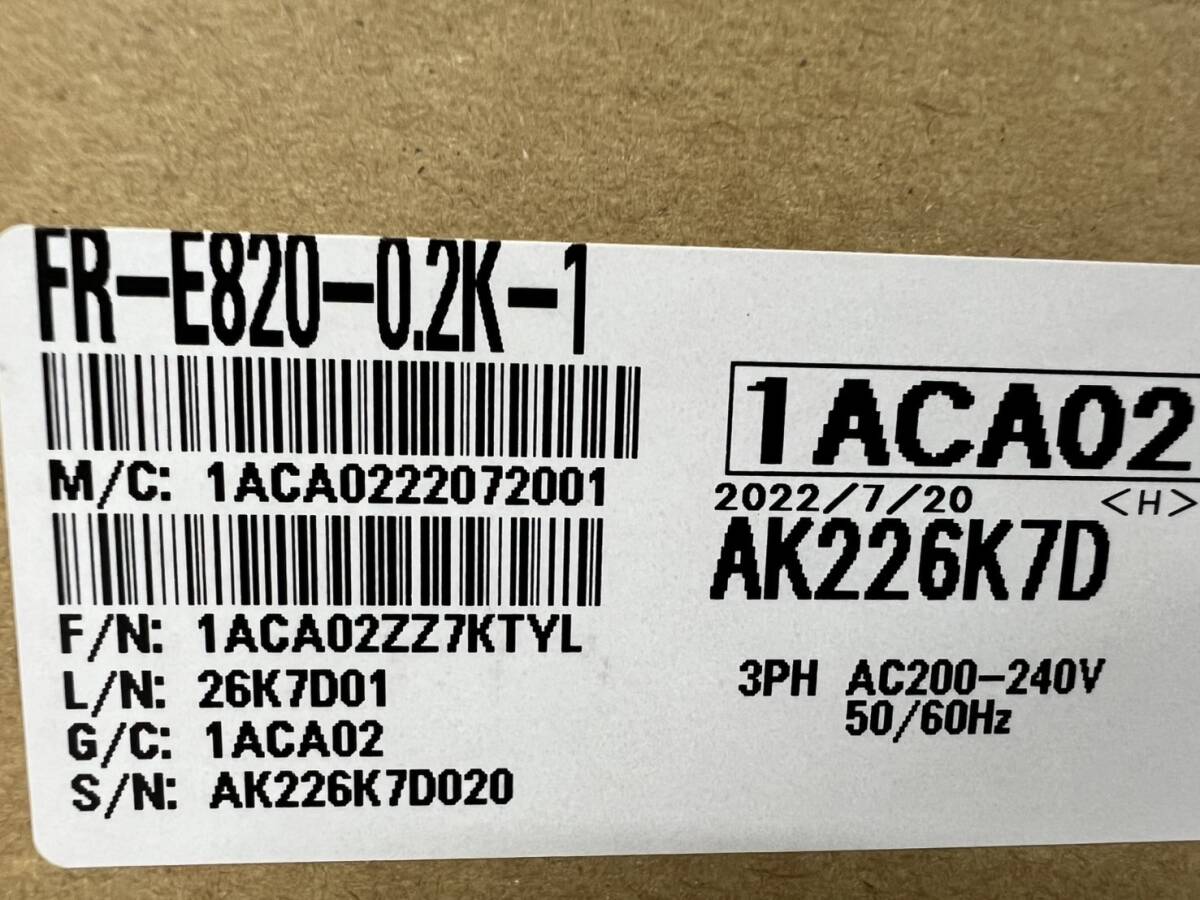 FR-E820-0.2K-1
M/C: 1ACA0222072001
F/N: 1ACA02ZZ7KTYL
L/N: 26K7D01
G/C: 1ACA02
S/N: AK226K7D020
1ACA02
2022/7/20 <H>
AK226K7D
3PH AC200-240V
50/60Hz